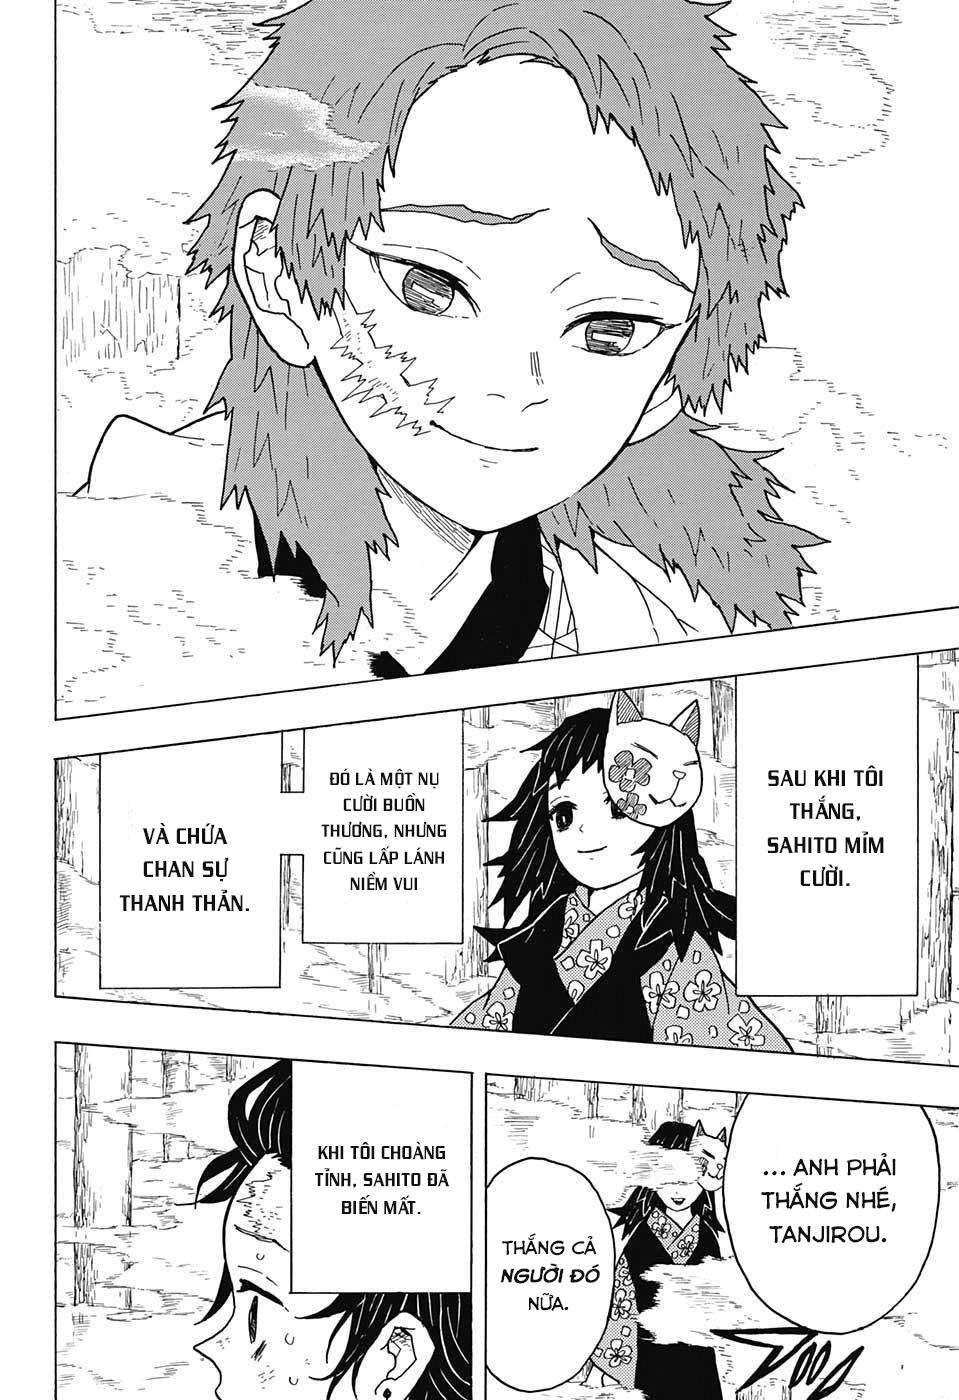 SAU KHI TÔI
THẮNG,
SAHITO MỈM
CƯỜI.
ĐÓ LÀ MỘT NỤ
CƯỜI BUỒN
THƯƠNG, NHƯNG
CŨNG LẤP LÁNH
NIỀM VUI
VÀ CHỨA
CHAN SỰ
THANH THẢN.
... ANH PHẢI
THẮNG NHÉ,
TANJIROU.
THẮNG CẢ
NGƯỜI ĐÓ
NỮA.
KHI TÔI CHOÀNG
TỈNH, SAHITO ĐÃ
BIẾN MẤT.